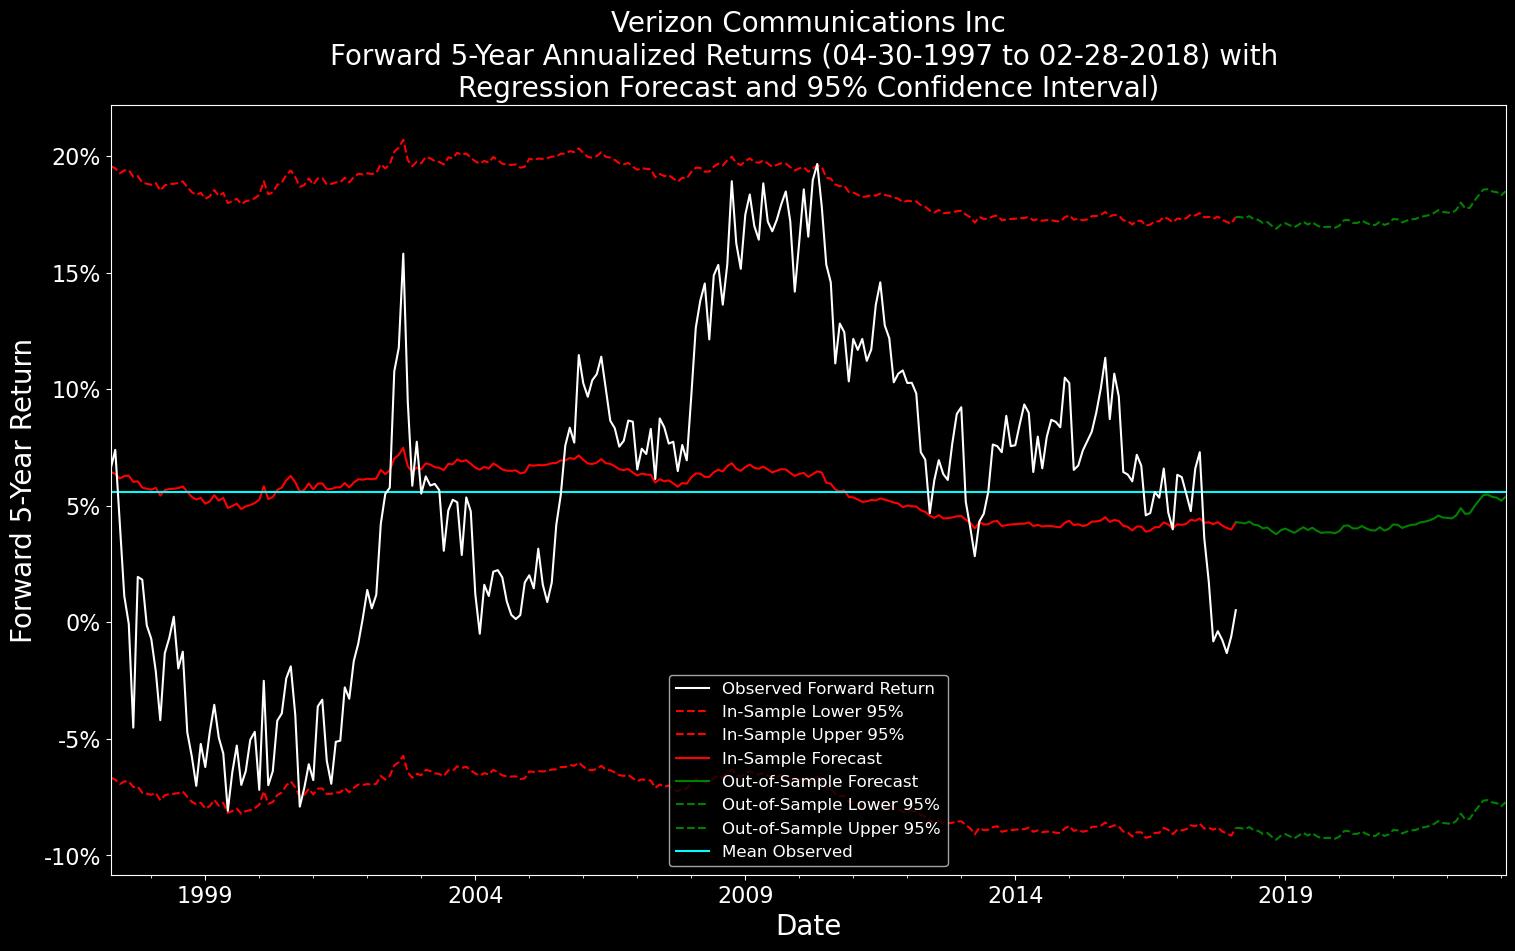 Verizon Communications Inc
Forward 5-Year Annualized Returns (04-30-1997 to 02-28-2018) with
Regression Forecast and 95% Confidence Interval)
Forward 5-Year Return
20%
15%
10%
5%
0%
-5%
-10%
Observed Forward Return
In-Sample Lower 95%
In-Sample Upper 95%
In-Sample Forecast
Out-of-Sample Forecast
Out-of-Sample Lower 95%
Out-of-Sample Upper 95%
Mean Observed
1999 2004 2009 2014 2019
Date